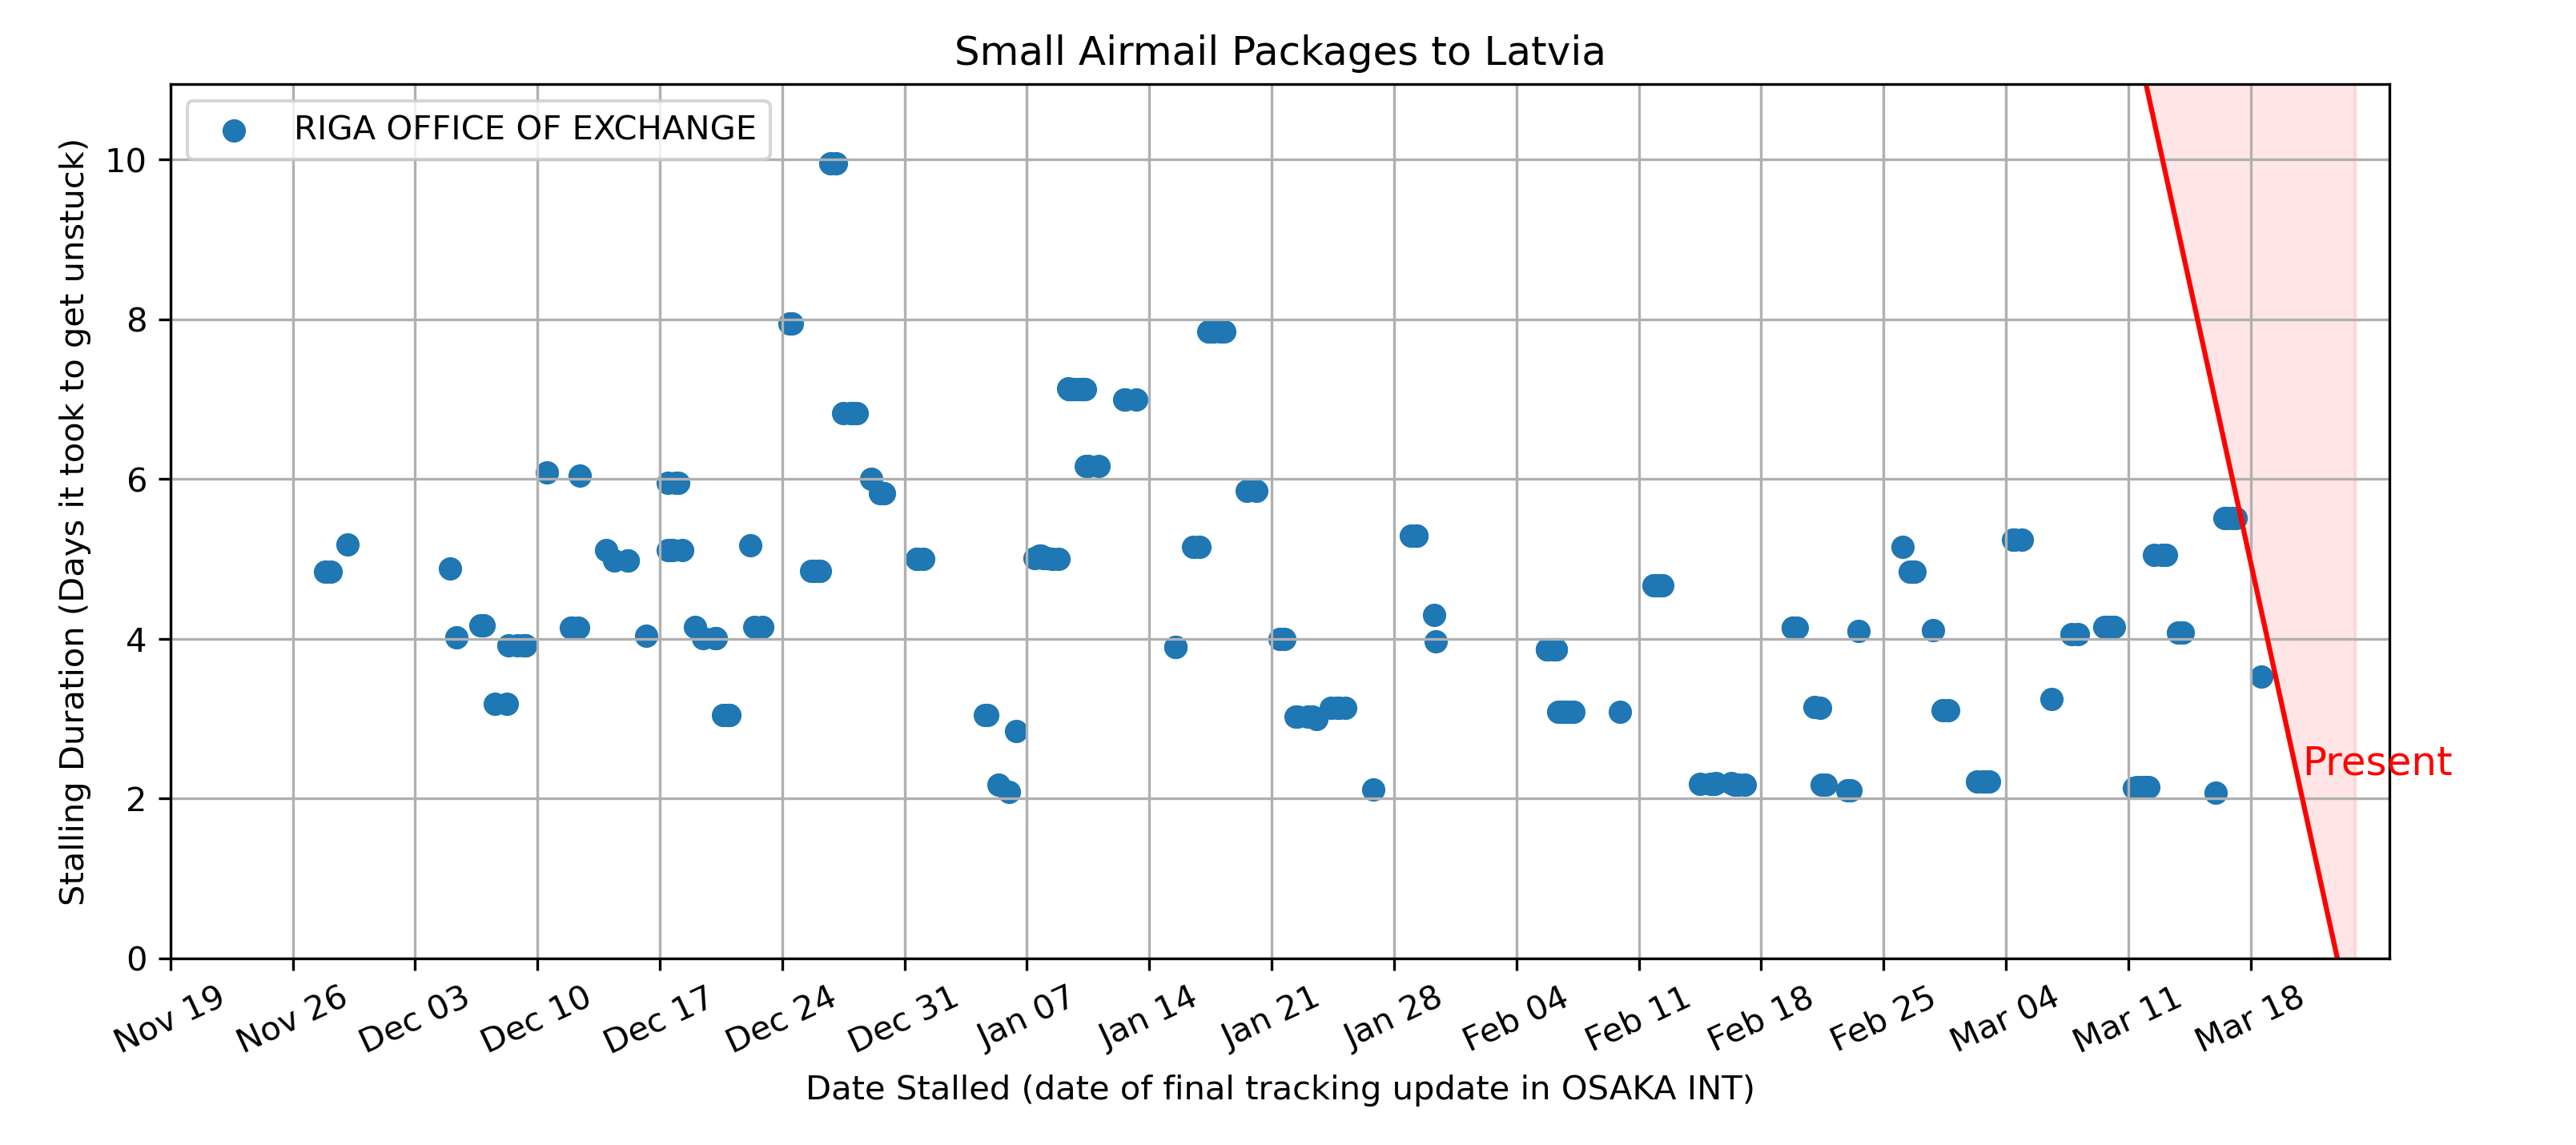 Small Airmail Packages to Latvia
RIGA OFFICE OF EXCHANGE
Stalling Duration (Days it took to get unstuck)
10
8
6
4
2
0
Present
Nov 19
Nov 26
Dec 03
Dec 10
Dec 17
Dec 24
Dec 31
Jan 07
Jan 14
Jan 21
Jan 28
Feb 04
Feb 11
Feb 18
Feb 25
Mar 04
Mar 11
Mar 18
Date Stalled (date of final tracking update in OSAKA INT)